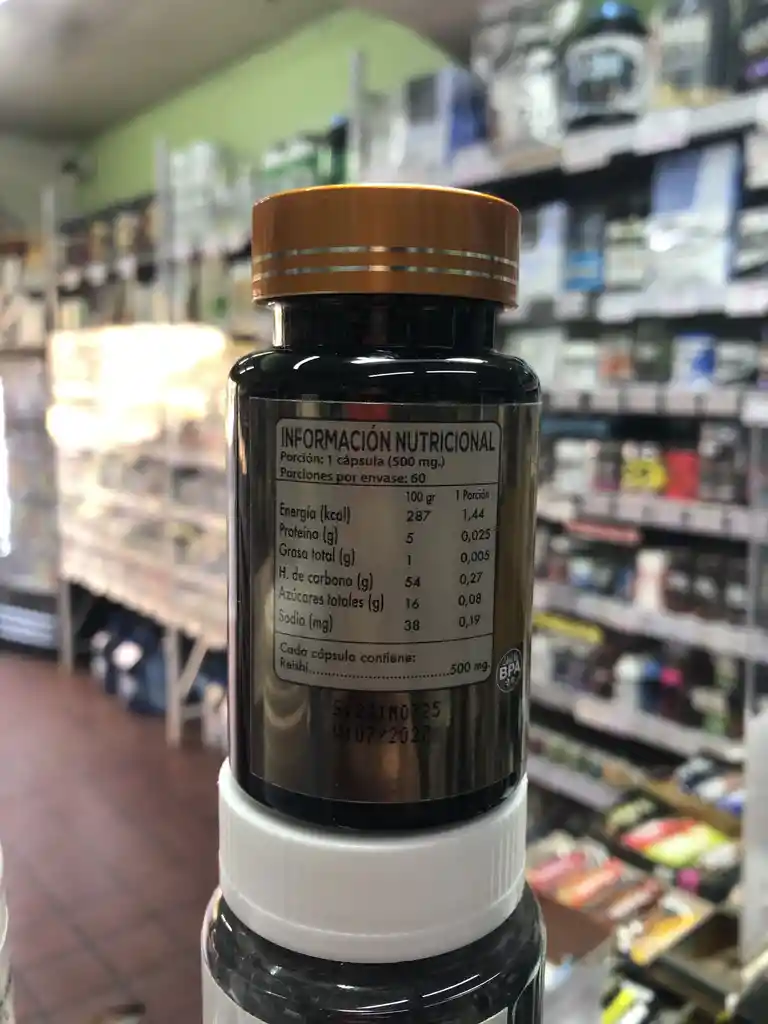 INFORMACIÓN NUTRICIONAL
Porción: 1 cápsula (500 mg.)
Porciones por envase: 60
100 gr 1 Porción
Energía (kcal) 287 1,44
Proteína (g) 5 0,025
Grasa total (g) 1 0,005
H. de carbono (g) 54 0,27
Azúcares totales (g) 16 0,08
Sodio (mg) 38 0,19
Cada cápsula contiene:
Reishi..................................500 mg.
BPA